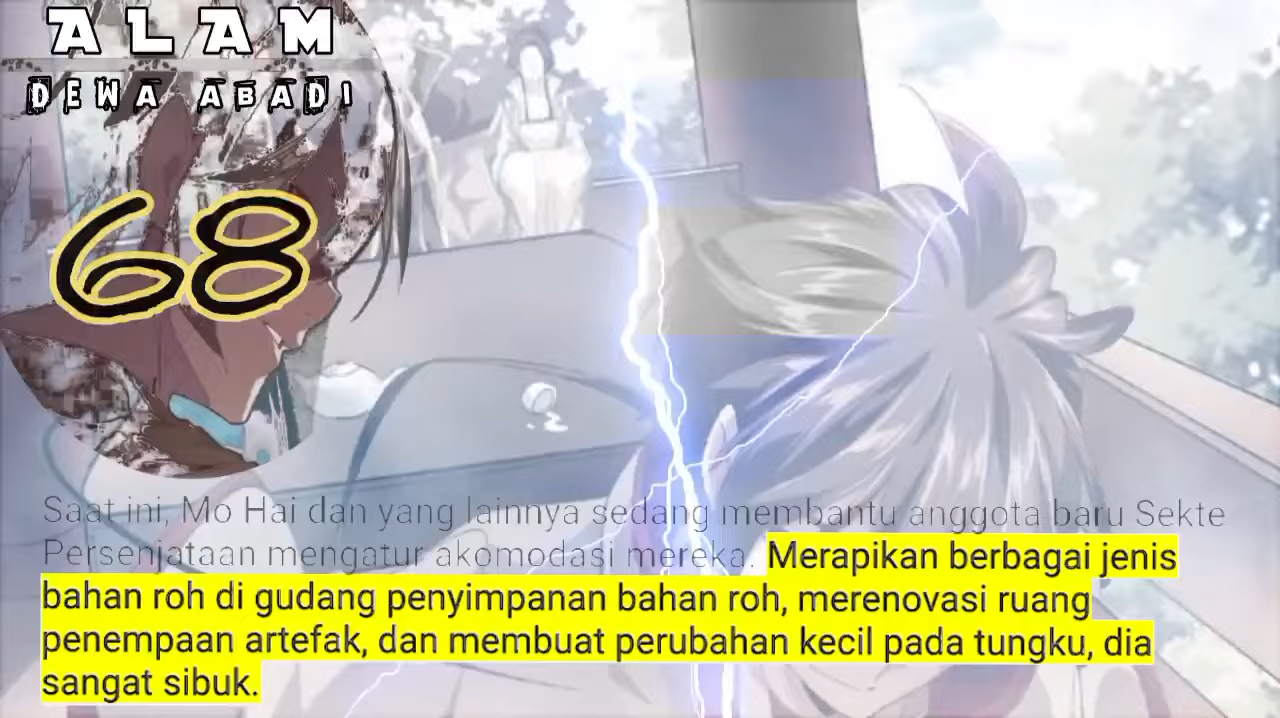 ALAM
DEWA ABADI
68
Saat ini, Mo Hai dan yang lainnya sedang membantu anggota baru Sekte
Persenjataan mengatur akomodasi mereka. Merapikan berbagai jenis
bahan roh di gudang penyimpanan bahan roh, merenovasi ruang
penempaan artefak, dan membuat perubahan kecil pada tungku, dia
sangat sibuk.